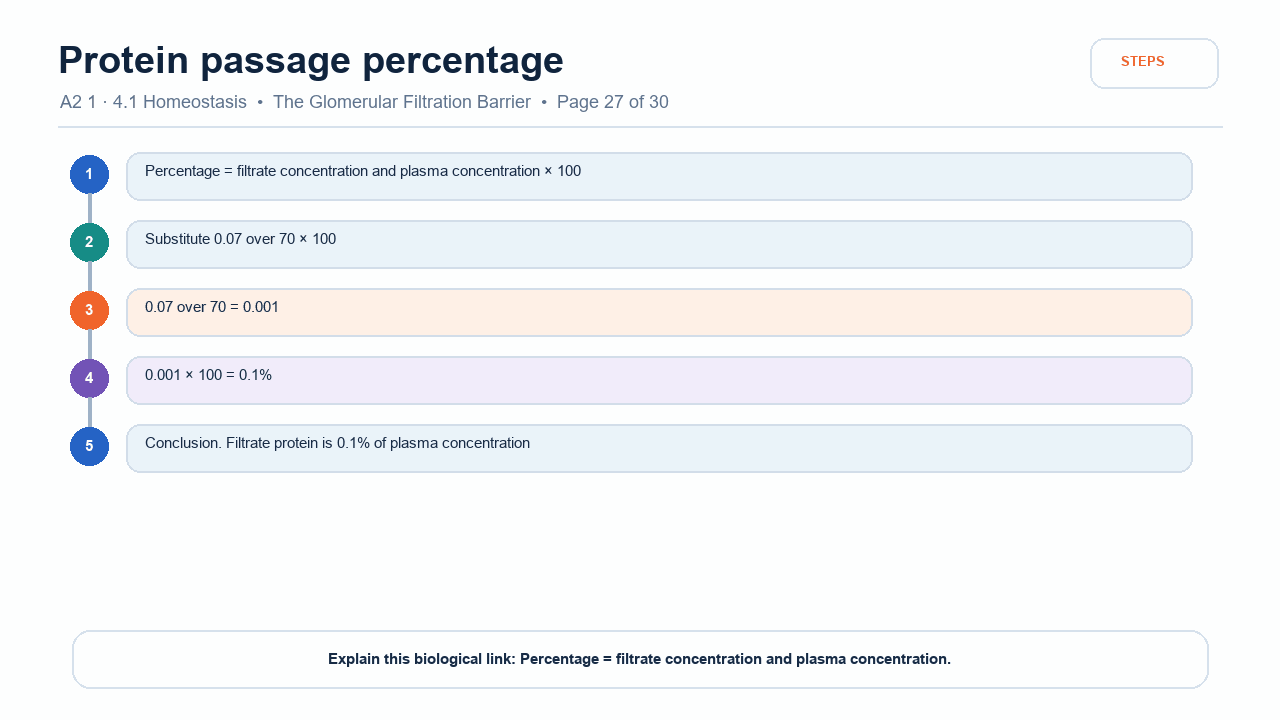 Protein passage percentage
STEPS
A2 1 · 4.1 Homeostasis • The Glomerular Filtration Barrier • Page 27 of 30
1
Percentage = filtrate concentration and plasma concentration × 100
2
Substitute 0.07 over 70 × 100
3
0.07 over 70 = 0.001
4
0.001 × 100 = 0.1%
5
Conclusion. Filtrate protein is 0.1% of plasma concentration
Explain this biological link: Percentage = filtrate concentration and plasma concentration.